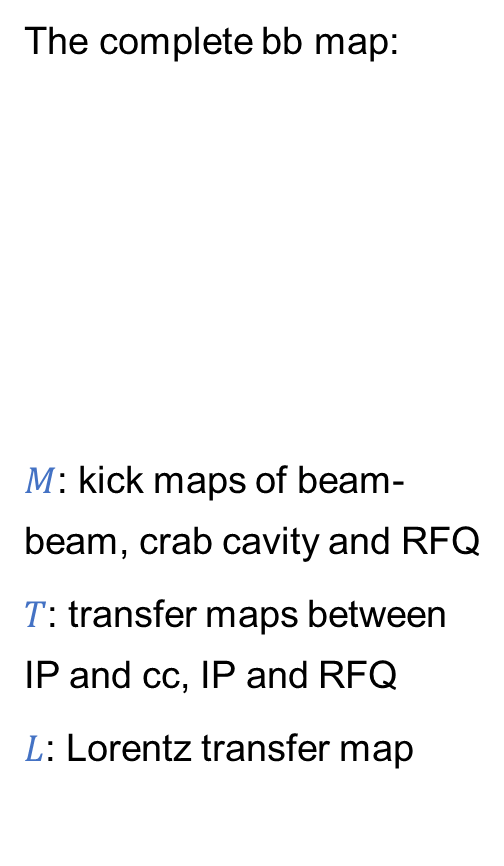 The complete bb map:
M: kick maps of beam-
beam, crab cavity and RFQ
T: transfer maps between
IP and cc, IP and RFQ
L: Lorentz transfer map